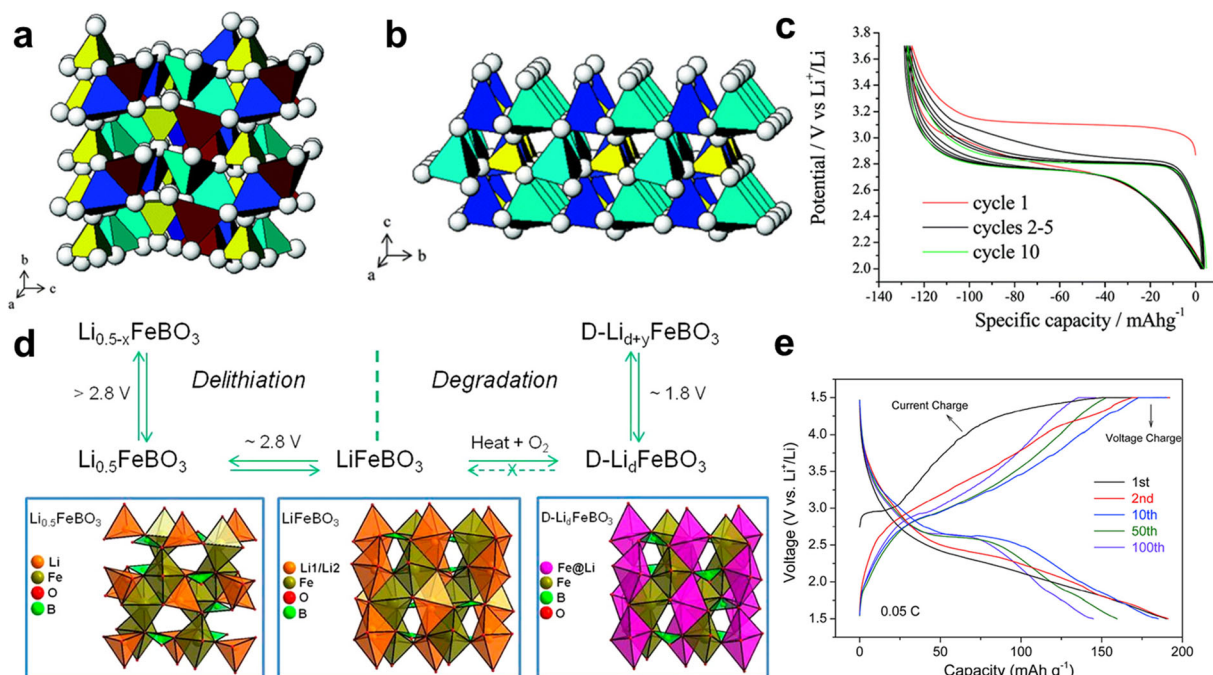 a
b
c
a
c
b
b
c
a
b
Potential / V vs Li⁺/Li
3.8
3.6
3.4
3.2
3.0
2.8
2.6
2.4
2.2
2.0
cycle 1
cycles 2-5
cycle 10
-140 -120 -100 -80 -60 -40 -20 0
Specific capacity / mAhg⁻¹
d
Li₀.₅₋ₓFeBO₃
D-Li_{d+y}FeBO₃
Delithiation
Degradation
> 2.8 V
~ 1.8 V
~ 2.8 V
Heat + O₂
X
Li₀.₅FeBO₃
LiFeBO₃
D-Li_dFeBO₃
Li₀.₅FeBO₃
Li
Fe
O
B
LiFeBO₃
Li1/Li2
Fe
O
B
D-Li_dFeBO₃
Fe@Li
Fe
B
O
e
Voltage (V vs. Li⁺/Li)
1.5
4.0
3.5
3.0
2.5
2.0
1.5
Current Charge
Voltage Charge
1st
2nd
10th
50th
100th
0.05 C
0 50 100 150 200
Capacity (mAh g⁻¹)